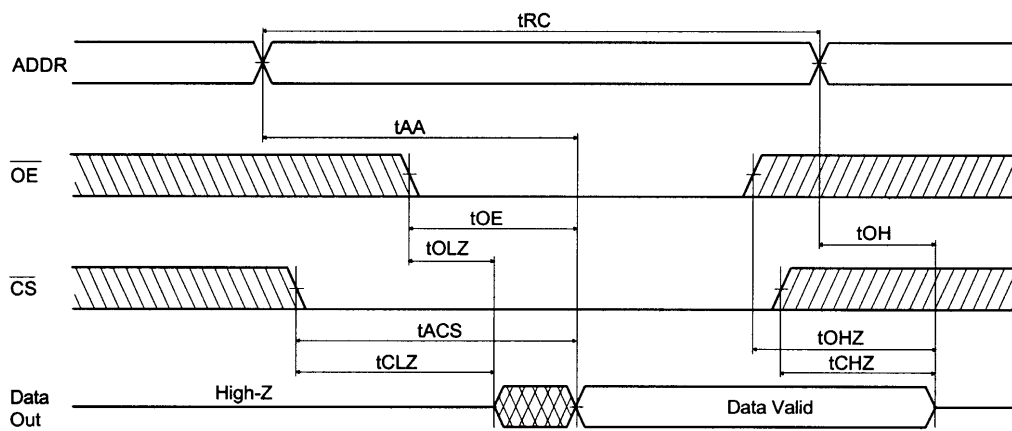 tRC
ADDR
tAA
OE
tOE
tOLZ
tOH
CS
tACS
tOHZ
tCLZ
tCHZ
High-Z
Data Valid
Data
Out